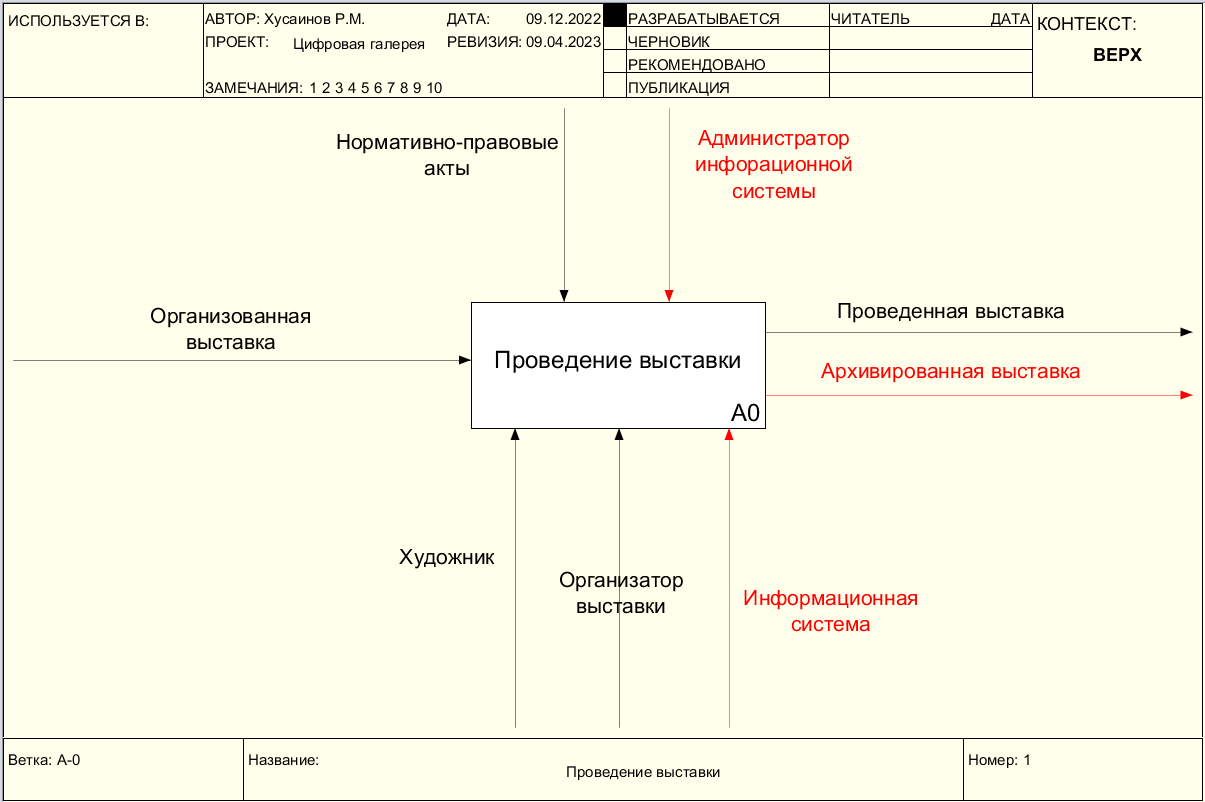 ИСПОЛЬЗУЕТСЯ В:
АВТОР: Хусаинов Р.М.
ДАТА: 09.12.2022
ПРОЕКТ: Цифровая галерея
РЕВИЗИЯ: 09.04.2023
ЗАМЕЧАНИЯ: 1 2 3 4 5 6 7 8 9 10
РАЗРАБАТЫВАЕТСЯ
ЧЕРНОВИК
РЕКОМЕНДОВАНО
ПУБЛИКАЦИЯ
ЧИТАТЕЛЬ ДАТА
КОНТЕКСТ:
ВЕРХ
Нормативно-правовые
акты
Администратор
инфорационной
системы
Организованная
выставка
Проведение выставки
A0
Проведенная выставка
Архивированная выставка
Художник
Организатор
выставки
Информационная
система
Ветка: A-0
Название:
Проведение выставки
Номер: 1